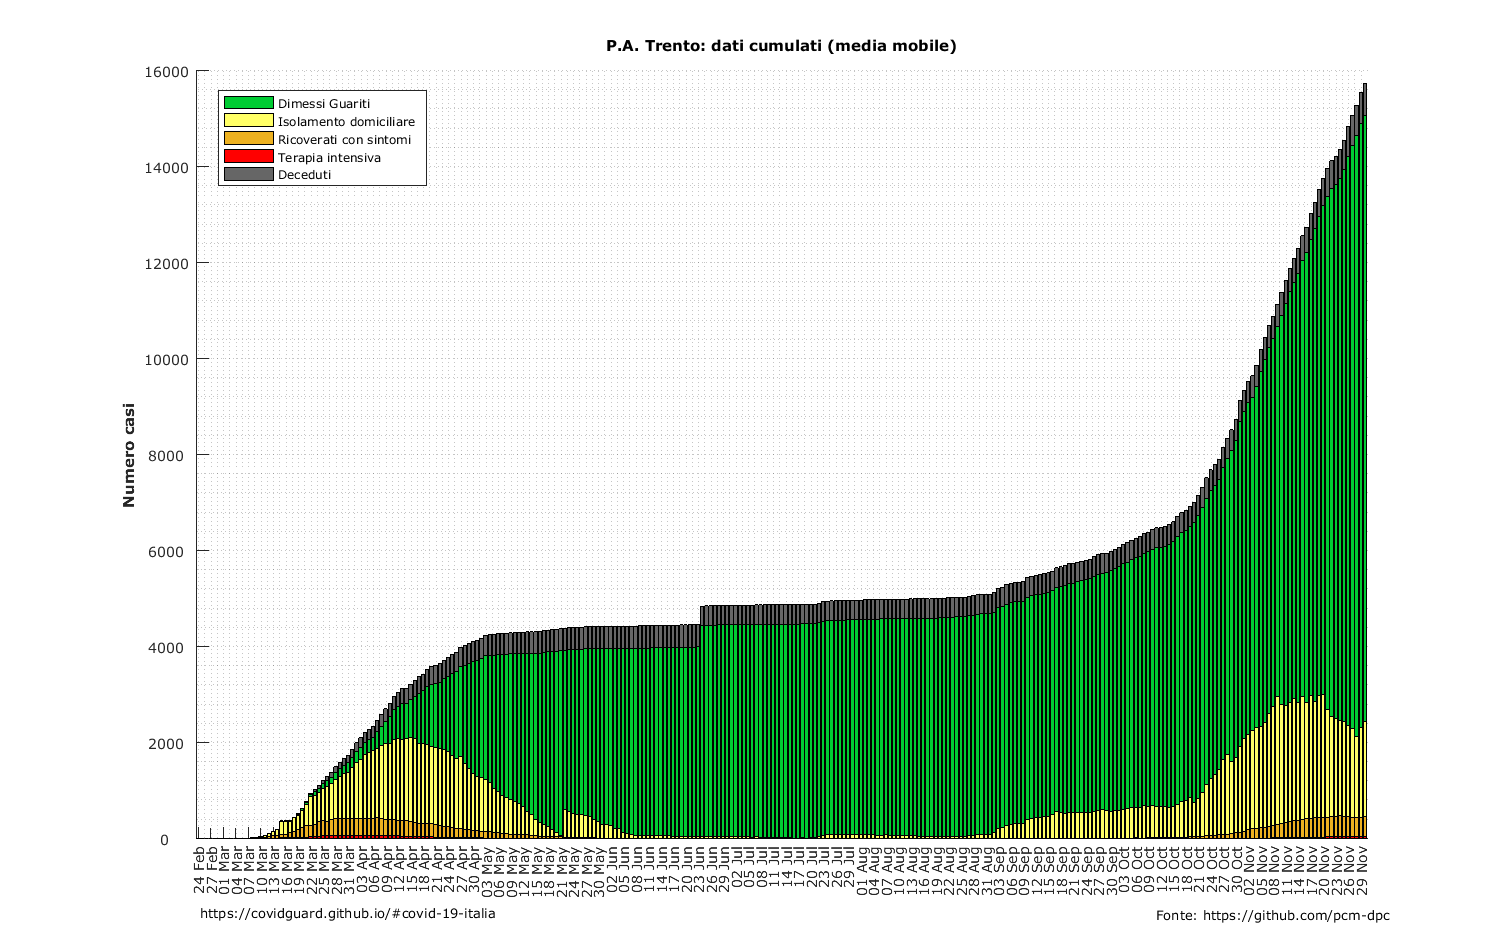 P.A. Trento: dati cumulati (media mobile)
16000
14000
12000
10000
8000
6000
4000
2000
0
Numero casi
Dimessi Guariti
Isolamento domiciliare
Ricoverati con sintomi
Terapia intensiva
Deceduti
24 Feb
27 Feb
01 Mar
04 Mar
07 Mar
10 Mar
13 Mar
16 Mar
19 Mar
22 Mar
25 Mar
28 Mar
31 Mar
03 Apr
06 Apr
09 Apr
12 Apr
15 Apr
18 Apr
21 Apr
24 Apr
27 Apr
30 Apr
03 May
06 May
09 May
12 May
15 May
18 May
21 May
24 May
27 May
30 May
02 Jun
05 Jun
08 Jun
11 Jun
14 Jun
17 Jun
20 Jun
23 Jun
26 Jun
29 Jun
02 Jul
05 Jul
08 Jul
11 Jul
14 Jul
17 Jul
20 Jul
23 Jul
26 Jul
29 Jul
01 Aug
04 Aug
07 Aug
10 Aug
13 Aug
16 Aug
19 Aug
22 Aug
25 Aug
28 Aug
31 Aug
03 Sep
06 Sep
09 Sep
12 Sep
15 Sep
18 Sep
21 Sep
24 Sep
27 Sep
30 Sep
03 Oct
06 Oct
09 Oct
12 Oct
15 Oct
18 Oct
21 Oct
24 Oct
27 Oct
30 Oct
02 Nov
05 Nov
08 Nov
11 Nov
14 Nov
17 Nov
20 Nov
23 Nov
26 Nov
29 Nov
https://covidguard.github.io/#covid-19-italia
Fonte: https://github.com/pcm-dpc